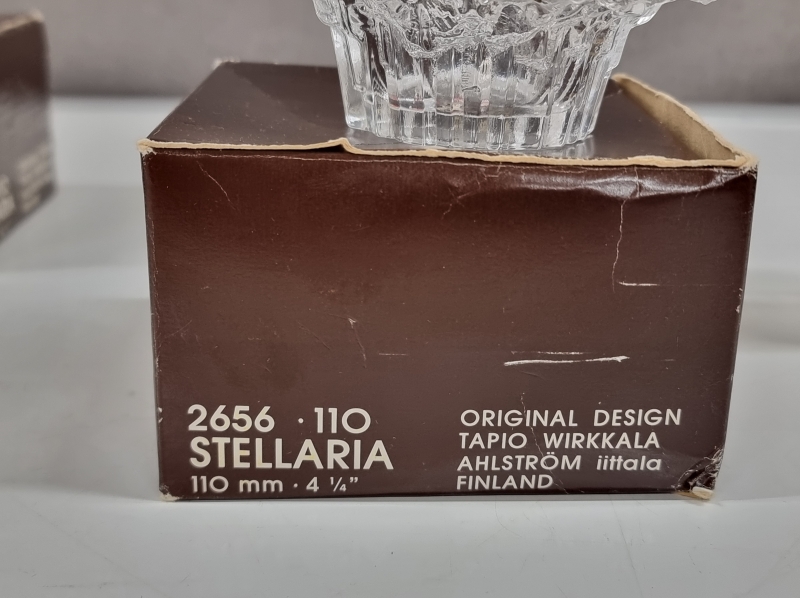 2656 · 110
STELLARIA
110 mm · 4 ¼"
ORIGINAL DESIGN
TAPIO WIRKKALA
AHLSTRÖM iittala
FINLAND